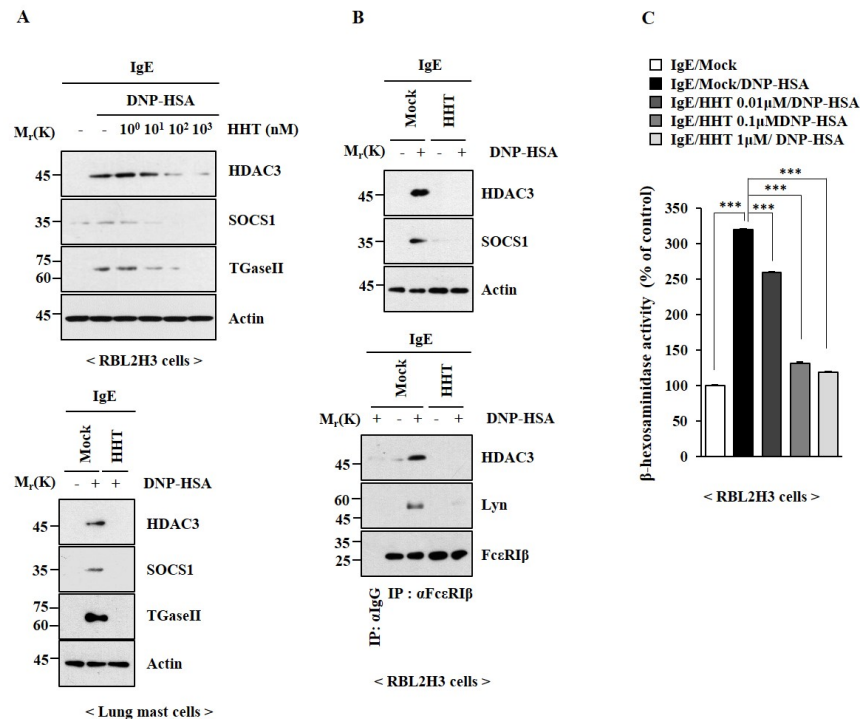 A
IgE
DNP-HSA
Mr(K) - - 10⁰ 10¹ 10² 10³ HHT (nM)
45 HDAC3
35 SOCS1
75
60 TGaseII
45 Actin
< RBL2H3 cells >
IgE
Mock HHT
Mr(K) - + + DNP-HSA
45 HDAC3
35 SOCS1
75
60 TGaseII
45 Actin
< Lung mast cells >
B
IgE
Mock HHT
Mr(K) - + - + DNP-HSA
45 HDAC3
35 SOCS1
45 Actin
IgE
Mock HHT
Mr(K) + - + - + DNP-HSA
45 HDAC3
60 Lyn
45
35
25 FcεRIβ
IP: αIgG
IP : αFcεRIβ
< RBL2H3 cells >
C
IgE/Mock
IgE/Mock/DNP-HSA
IgE/HHT 0.01μM/DNP-HSA
IgE/HHT 0.1μMDNP-HSA
IgE/HHT 1μM/ DNP-HSA
β-hexosaminidase activity (% of control)
350
300
250
200
150
100
50
0
***
***
***
***
< RBL2H3 cells >